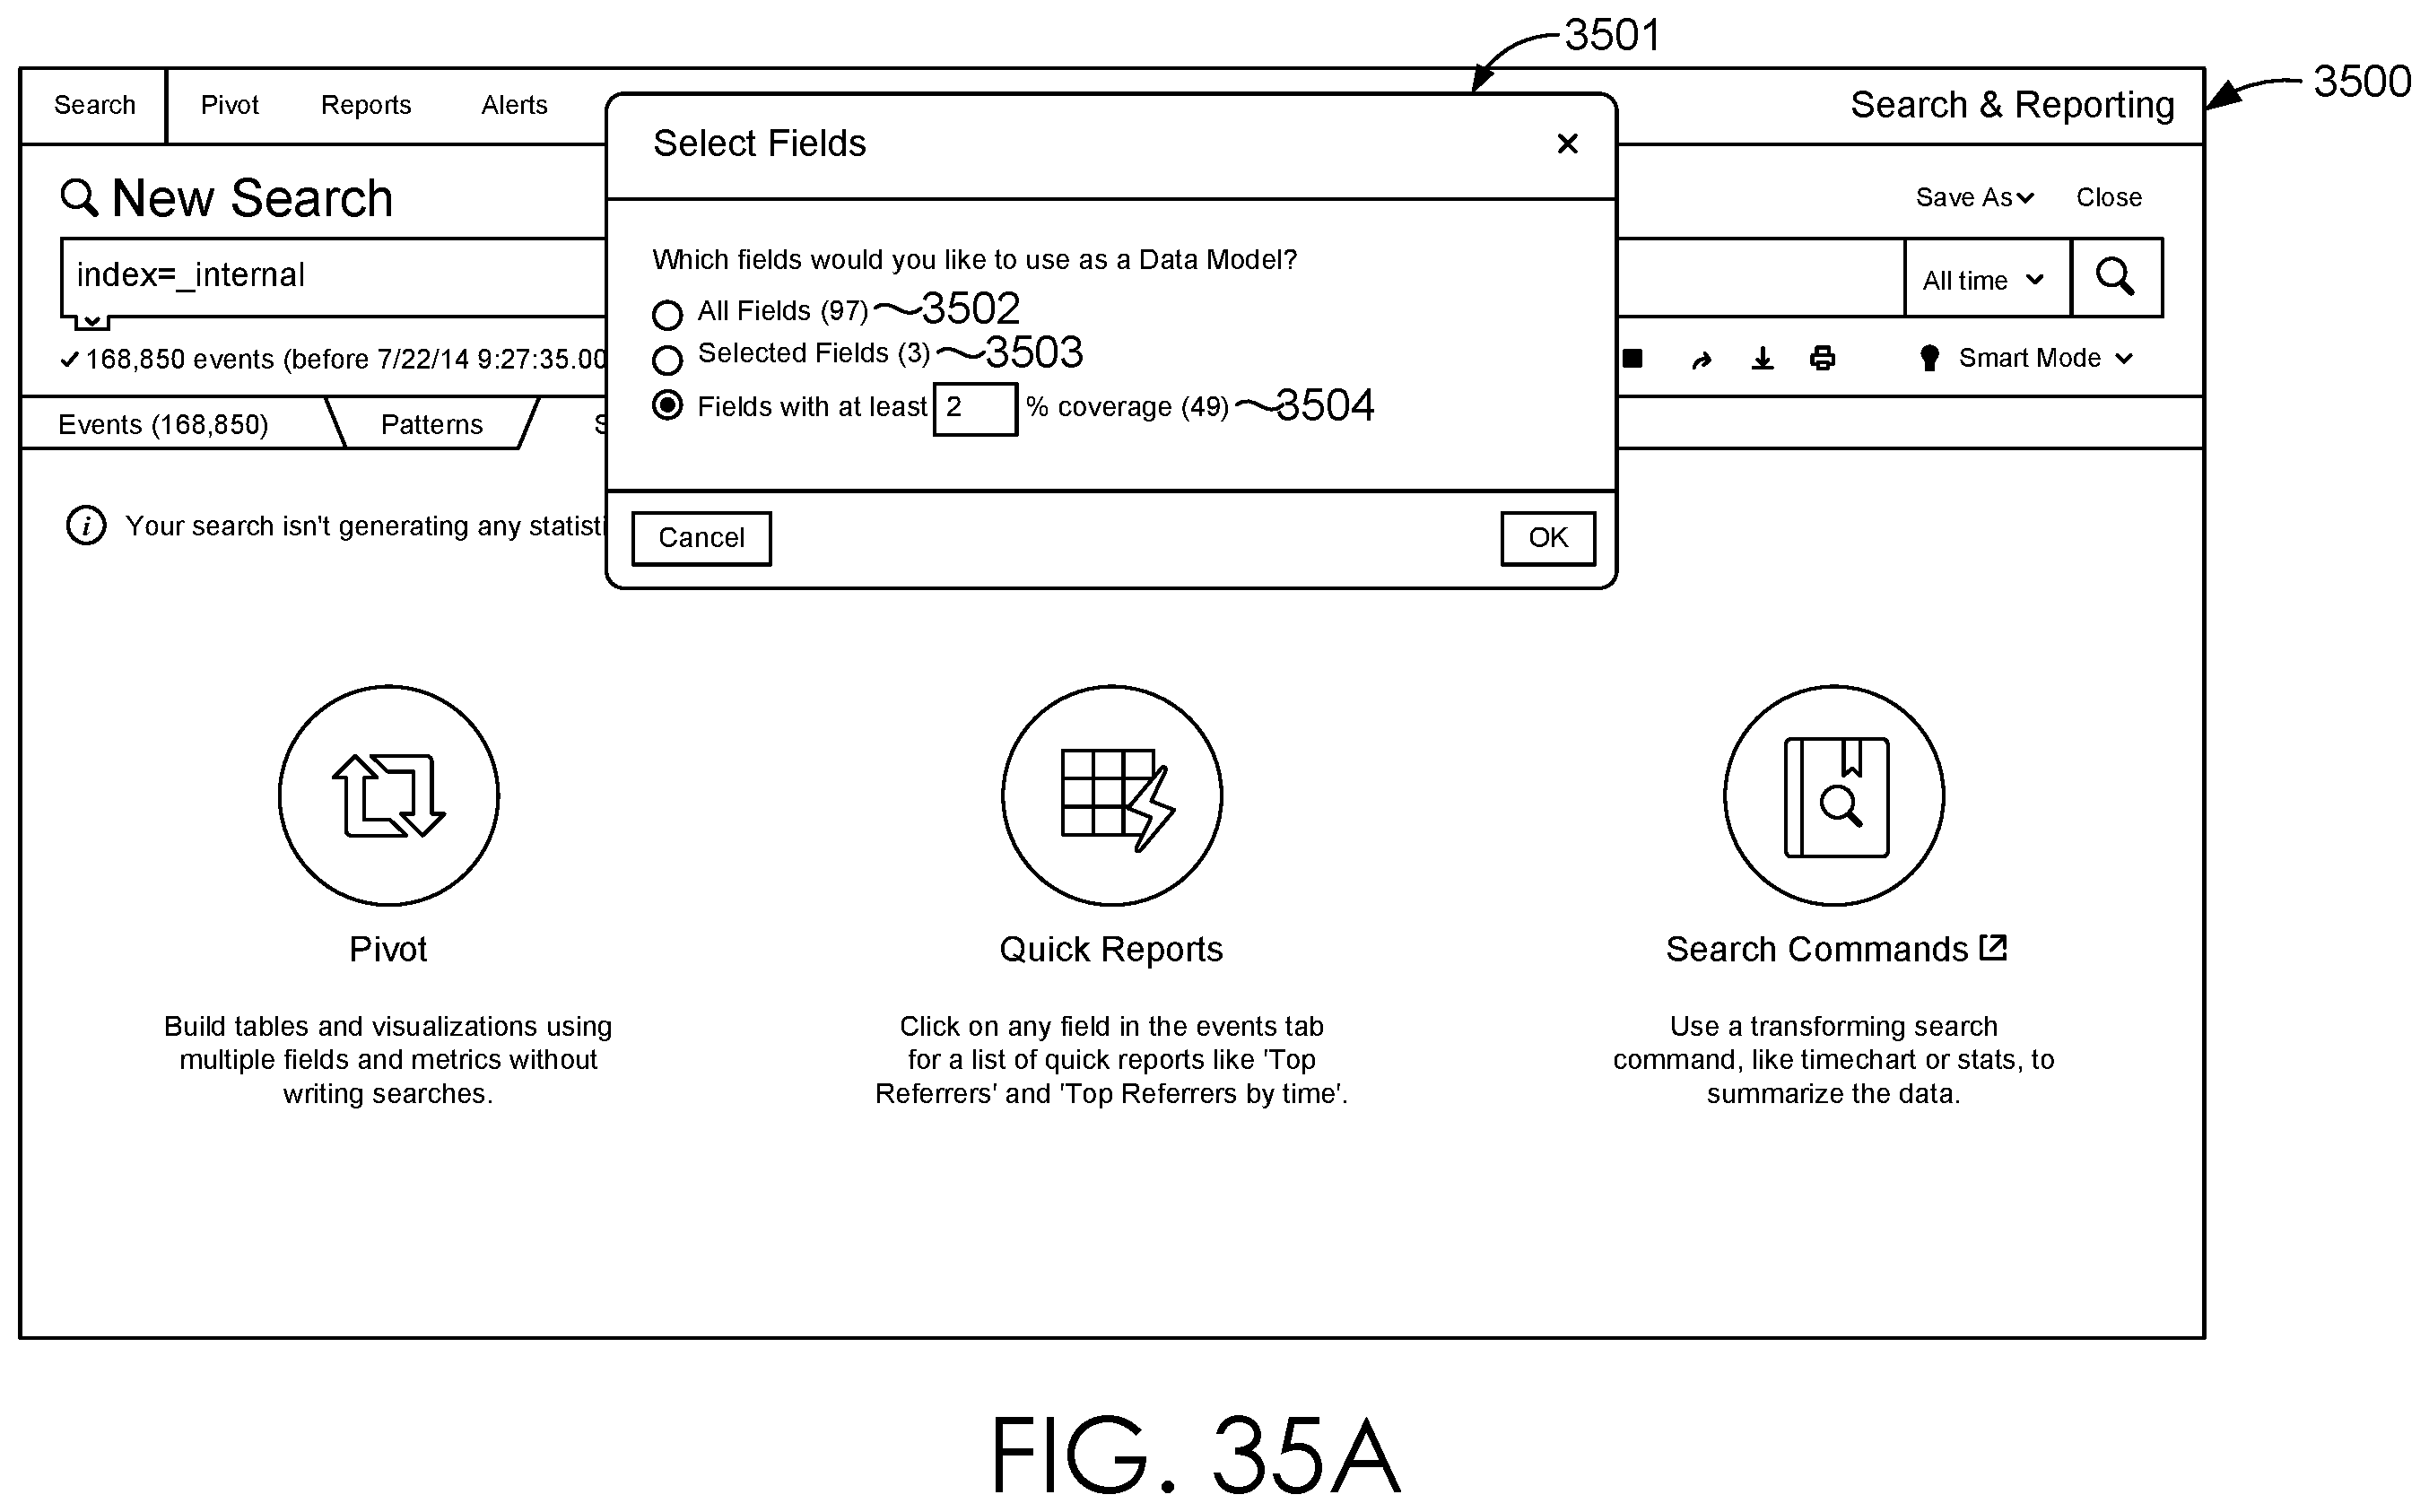 3501
3500
Search Pivot Reports Alerts
Search & Reporting
Select Fields
New Search
Save As Close
index=_internal
All time
Which fields would you like to use as a Data Model?
All Fields (97) 3502
Selected Fields (3) 3503
Fields with at least 2 % coverage (49) 3504
168,850 events (before 7/22/14 9:27:35.00
Smart Mode
Events (168,850) Patterns S
Your search isn't generating any statisti
Cancel OK
Pivot
Build tables and visualizations using
multiple fields and metrics without
writing searches.
Quick Reports
Click on any field in the events tab
for a list of quick reports like 'Top
Referrers' and 'Top Referrers by time'.
Search Commands
Use a transforming search
command, like timechart or stats, to
summarize the data.
FIG. 35A